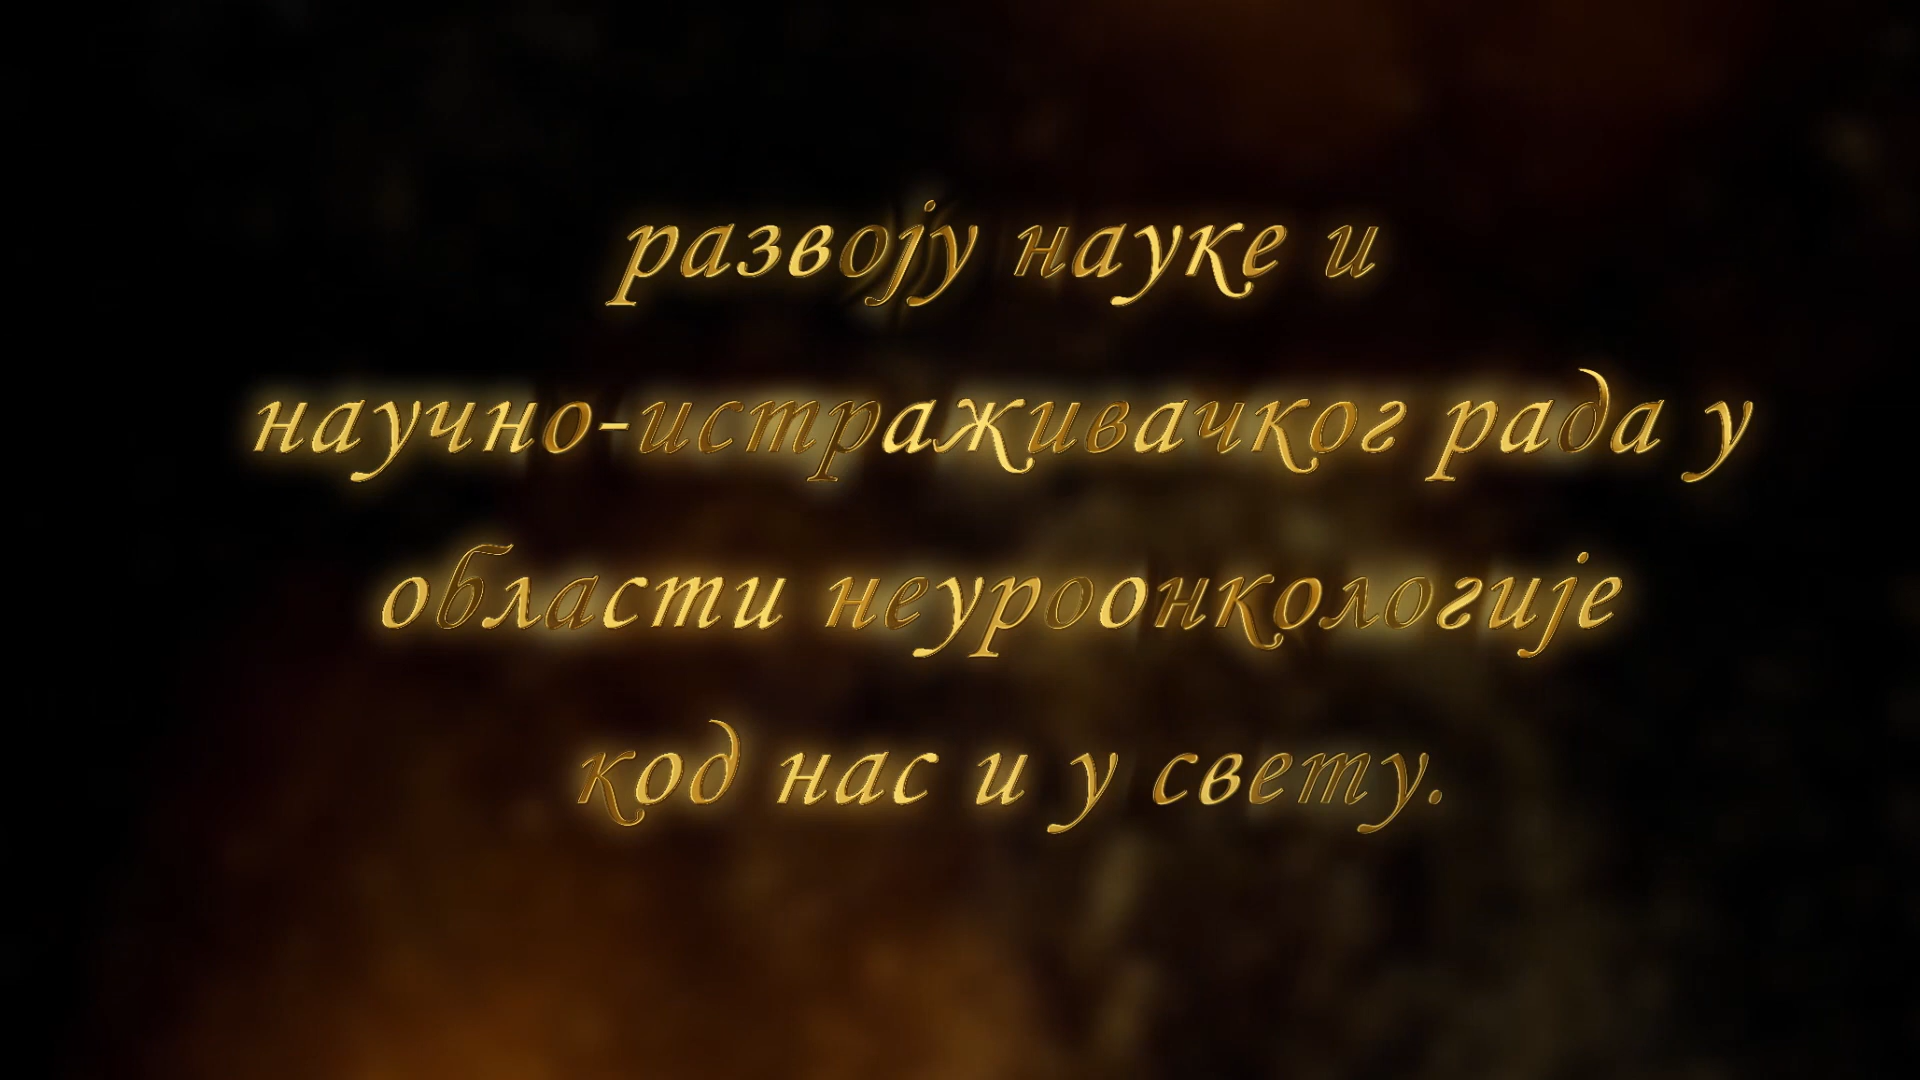 развоју науке и
научно-истраживачког рада у
области неуроонкологије
код нас и у свету.